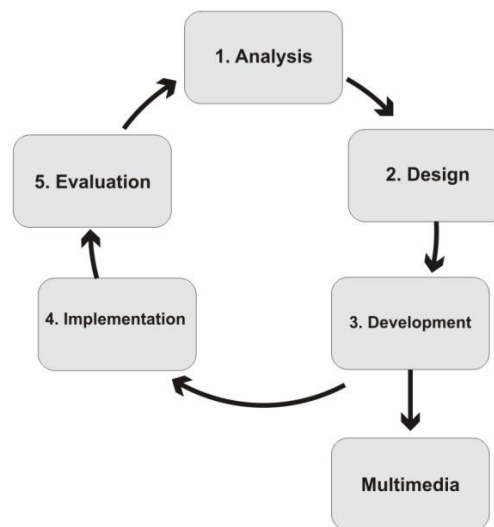 1. Analysis
2. Design
3. Development
4. Implementation
5. Evaluation
Multimedia